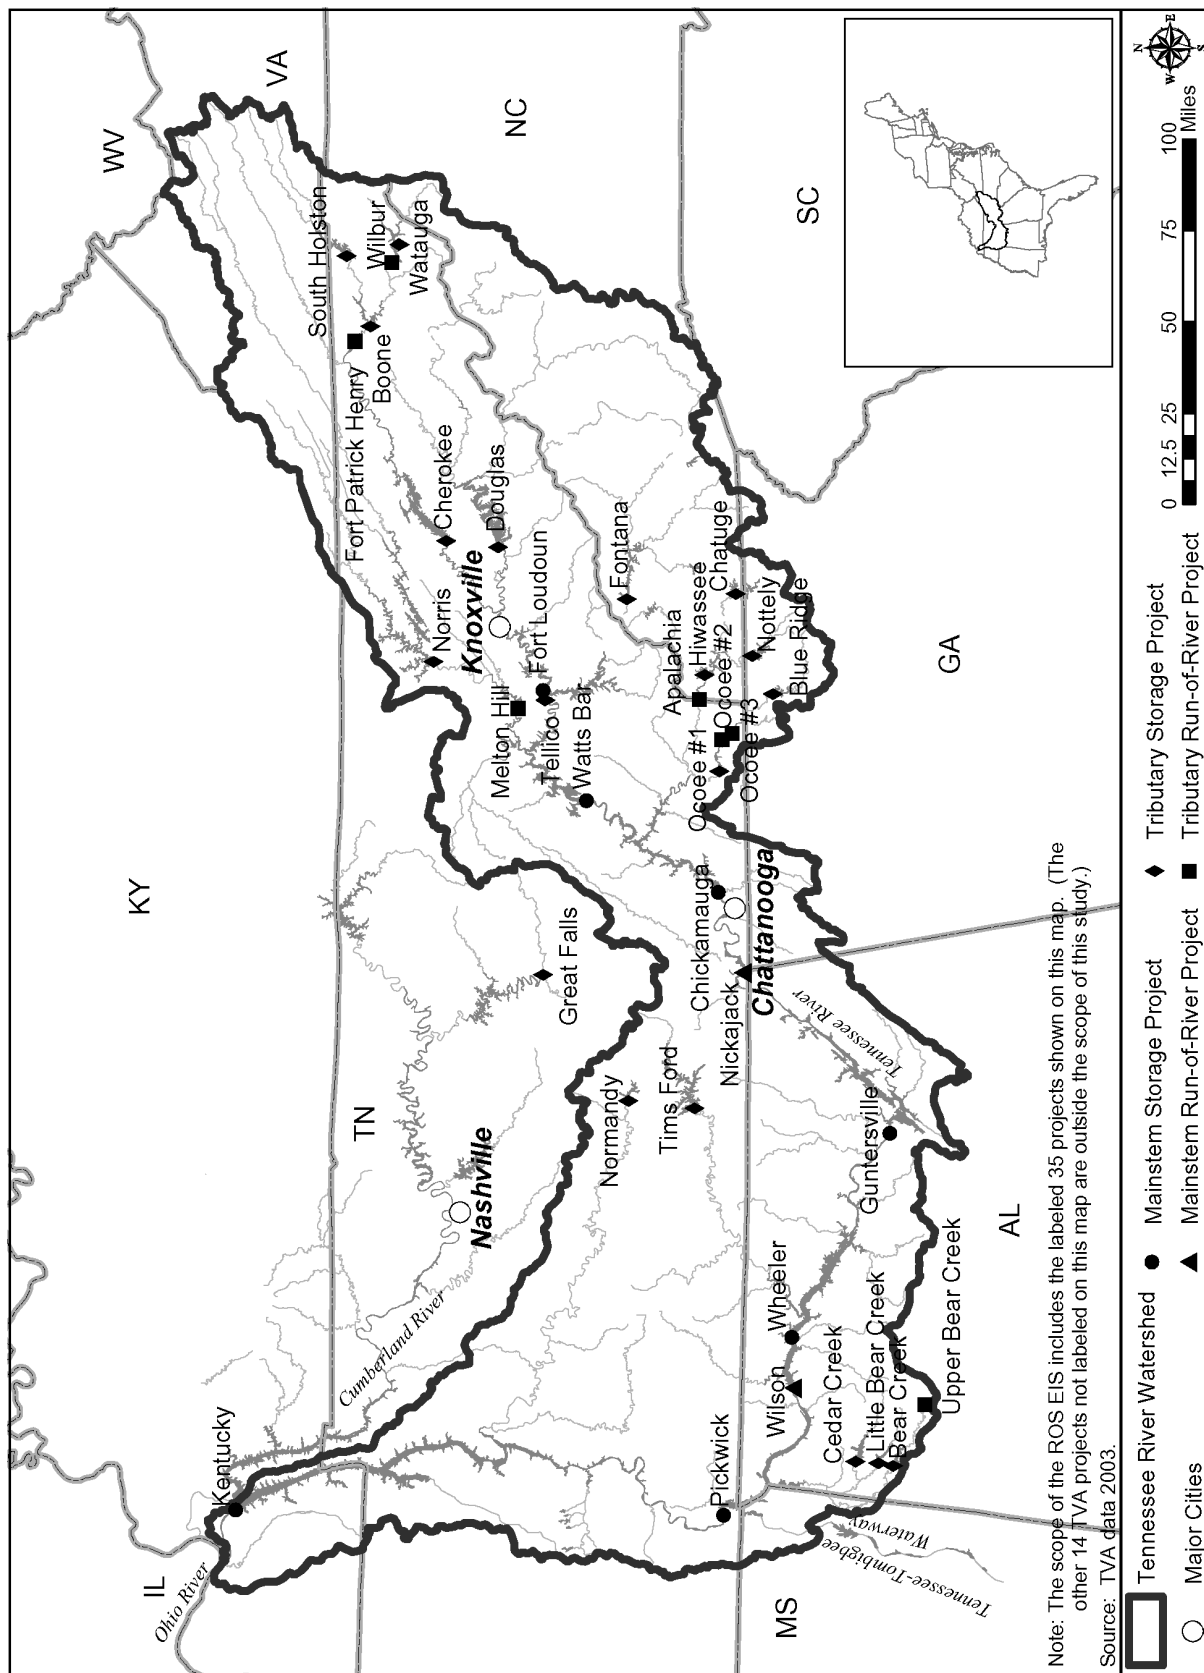 WV
VA
KY
IL
Ohio River
NC
SC
TN
South Holston
Wilbur
Watauga
Fort Patrick Henry
Boone
Kentucky
Cumberland River
Nashville
Great Falls
Norris
Cherokee
Knoxville
Douglas
Melton Hill
Fort Loudoun
Tellico
Watts Bar
Fontana
Normandy
Tims Ford
Apalachia
Hiwassee
Chatuge
Ocoee #1
Ocoee #2
Ocoee #3
Nottely
Blue Ridge
Chickamauga
Nickajack
Chattanooga
Pickwick
Wilson
Wheeler
Tennessee River
Guntersville
Cedar Creek
Little Bear Creek
Bear Creek
Upper Bear Creek
Tennessee-Tombigbee
Waterway
MS
AL
GA
Note: The scope of the ROS EIS includes the labeled 35 projects shown on this map. (The
other 14 TVA projects not labeled on this map are outside the scope of this study.)
Source: TVA data 2003.
Tennessee River Watershed
Mainstem Storage Project
Tributary Storage Project
Major Cities
Mainstem Run-of-River Project
Tributary Run-of-River Project
0 12.5 25 50 75 100
Miles
N
W E
S